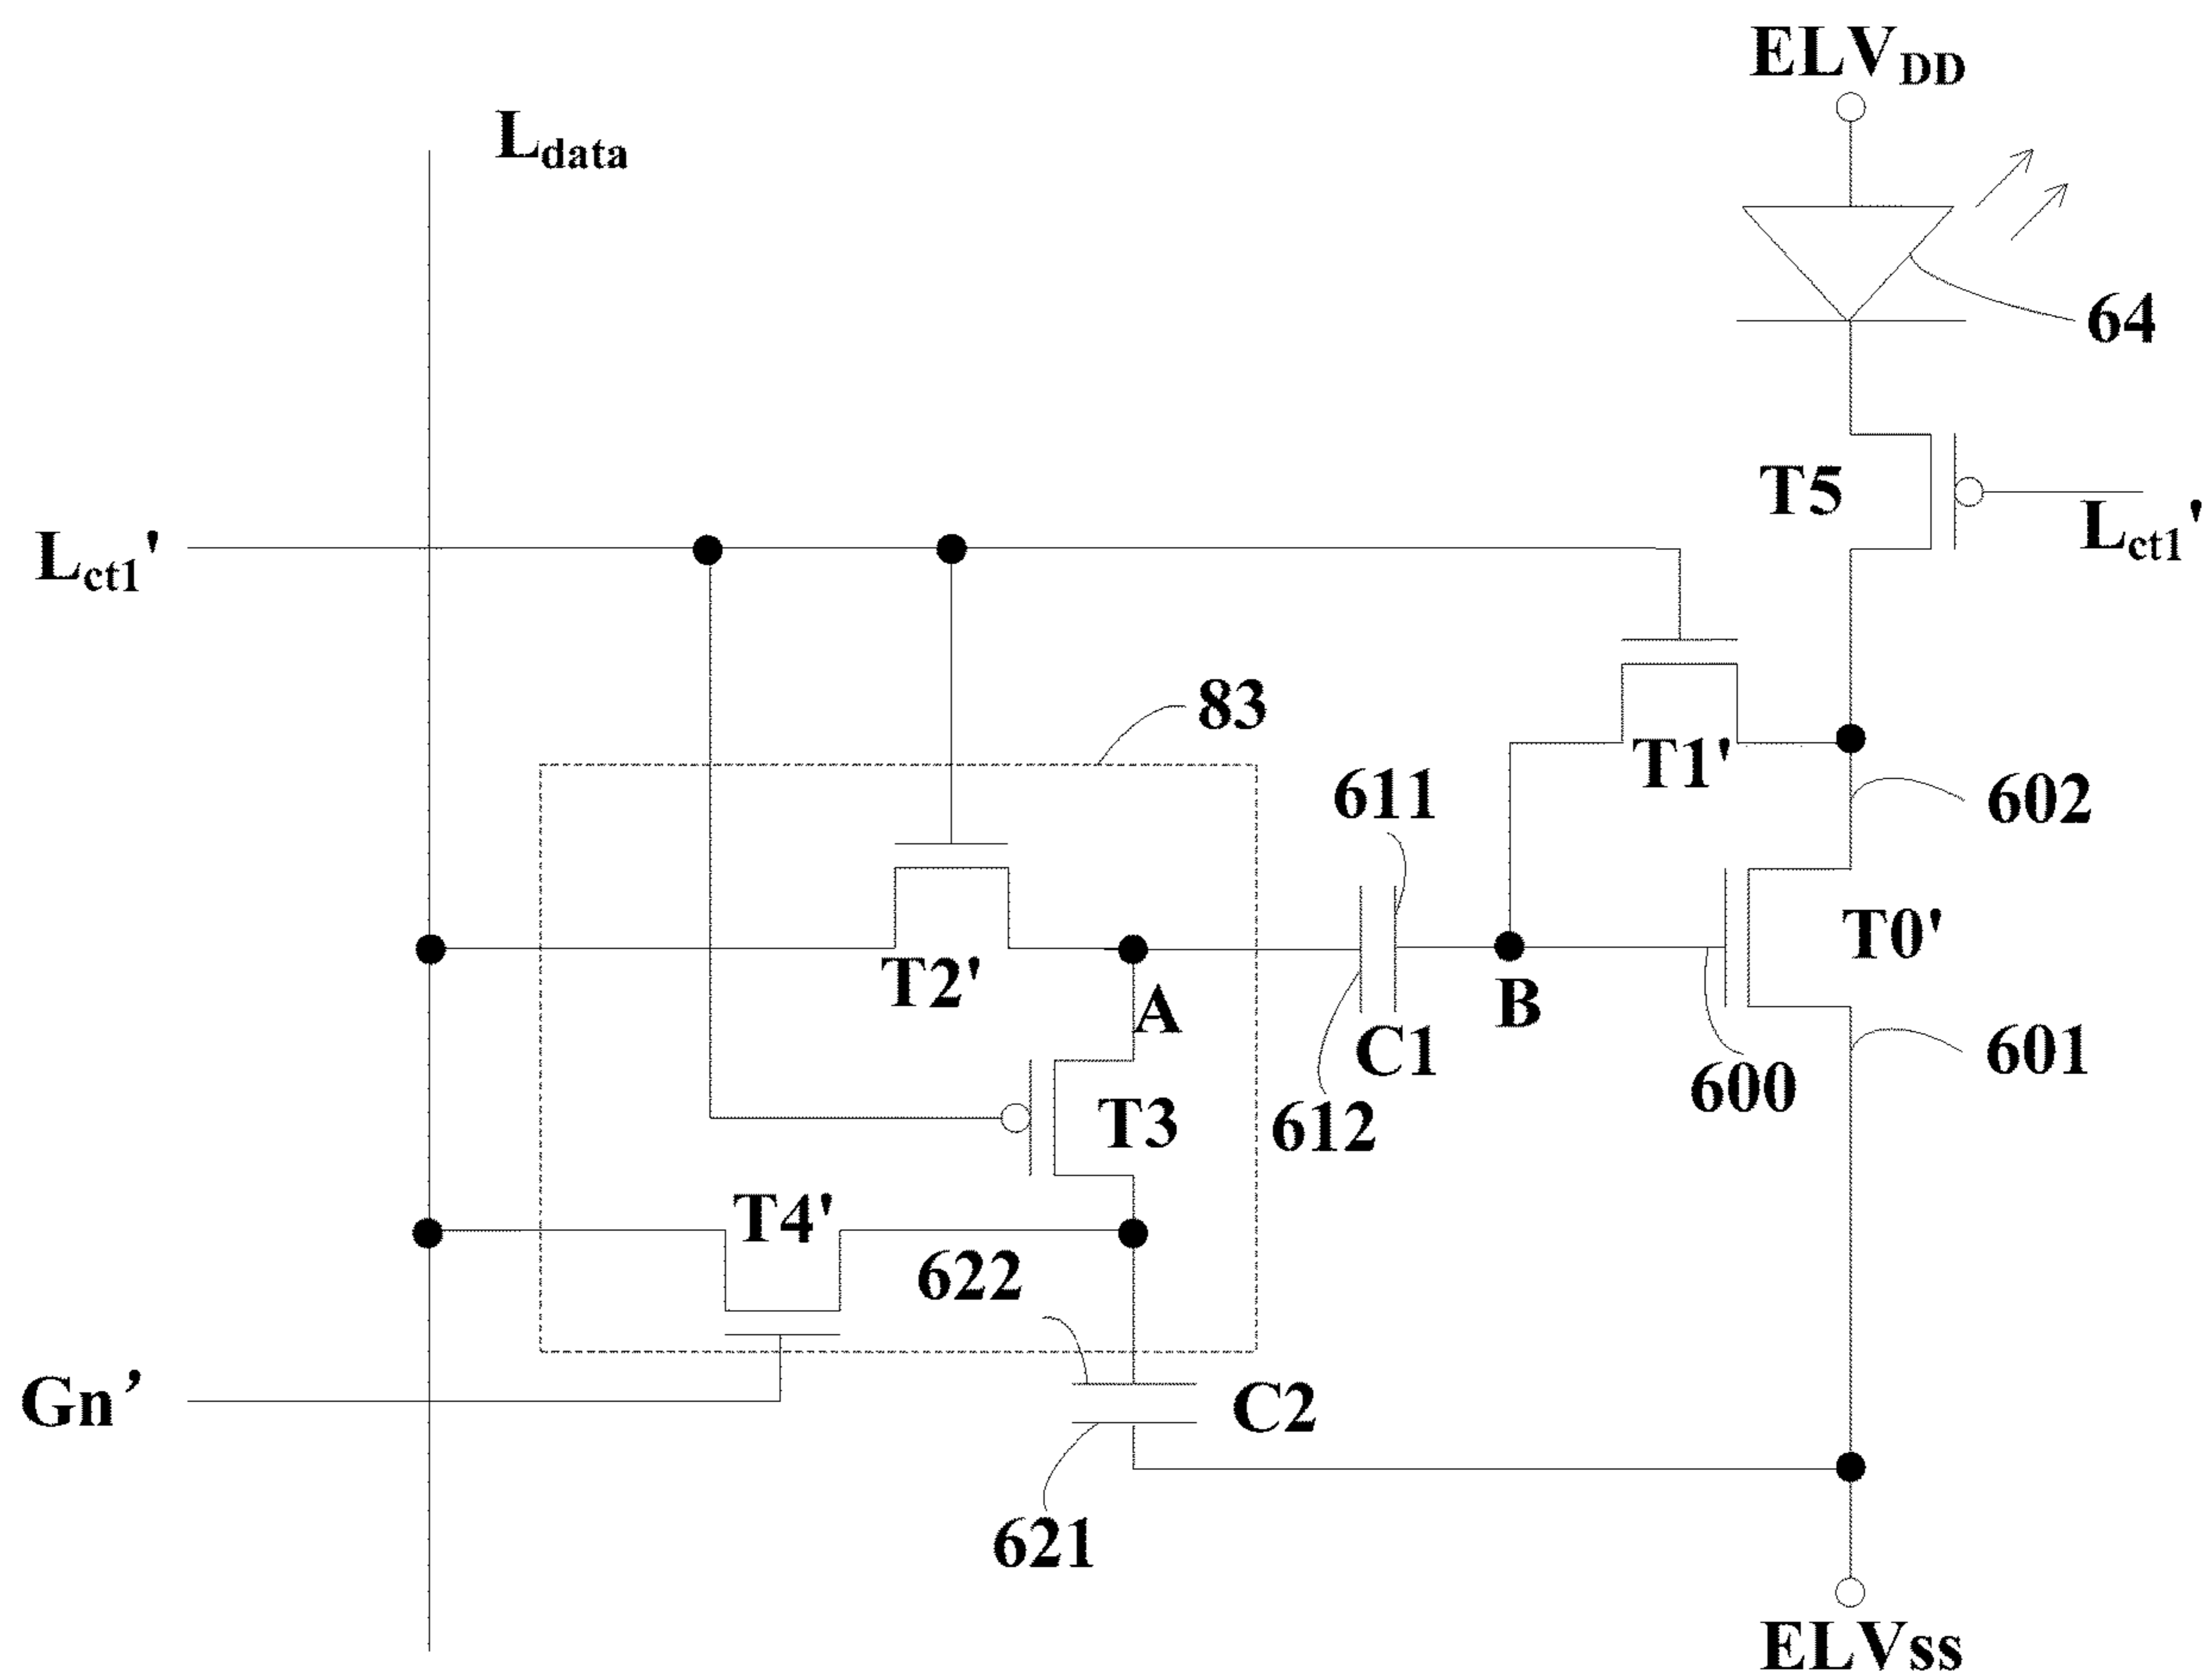 ELVDD
Ldata
64
T5
Lct1'
Lct1'
83
T1'
611
602
T2'
A
B
T0'
C1
600
601
612
T3
T4'
622
Gn’
C2
621
ELVss